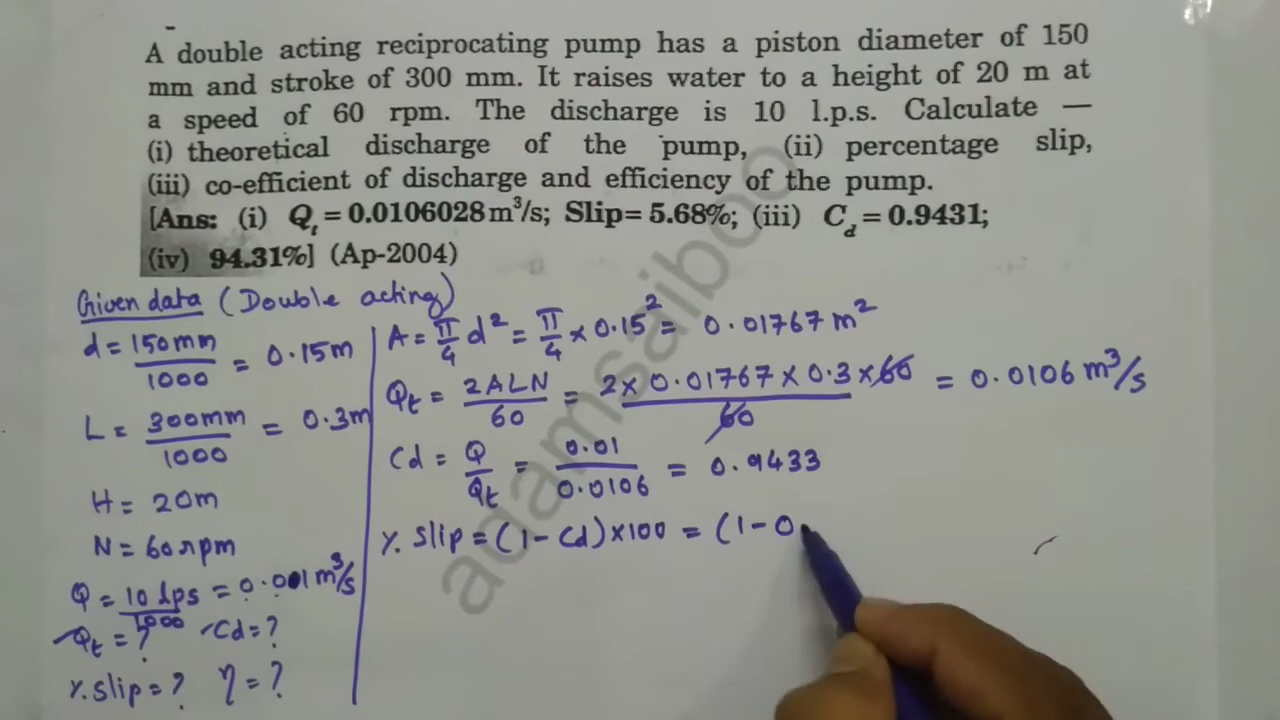 A double acting reciprocating pump has a piston diameter of 150
mm and stroke of 300 mm. It raises water to a height of 20 m at
a speed of 60 rpm. The discharge is 10 l.p.s. Calculate —
(i) theoretical discharge of the pump, (ii) percentage slip,
(iii) co-efficient of discharge and efficiency of the pump.
[Ans: (i) Qt = 0.0106028 m³/s; Slip= 5.68%; (iii) Cd = 0.9431;
(iv) 94.31%] (Ap-2004)
Given data (Double acting)
d = 150mm / 1000 = 0.15m
L = 300mm / 1000 = 0.3m
H = 20m
N = 60 rpm
Q = 10 lps / 1000 = 0.001 m³/s
Qt = ? Cd = ?
%. slip = ? η = ?
A = π/4 d² = π/4 × 0.15² = 0.01767 m²
Qt = 2ALN / 60 = 2 × 0.01767 × 0.3 × 60 / 60 = 0.0106 m³/s
Cd = Q / Qt = 0.01 / 0.0106 = 0.9433
%. slip = (1 - Cd) × 100 = (1 - 0
adamsaiboo